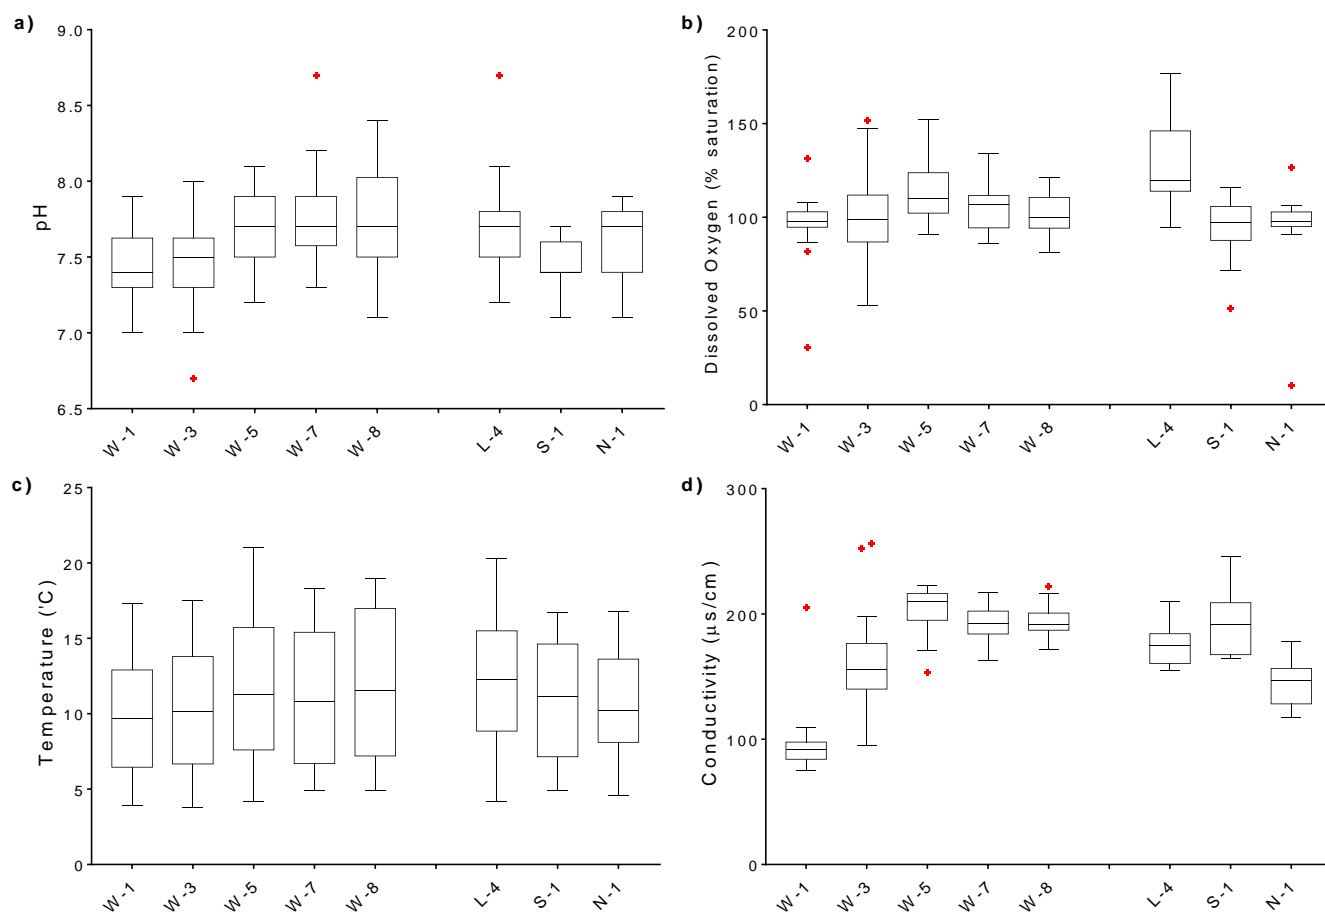 a)
9.0
8.5
8.0
7.5
7.0
6.5
pH
W-1 W-3 W-5 W-7 W-8 L-4 S-1 N-1
b)
200
150
100
50
0
Dissolved Oxygen (% saturation)
W-1 W-3 W-5 W-7 W-8 L-4 S-1 N-1
c)
25
20
15
10
5
0
Temperature ('C)
W-1 W-3 W-5 W-7 W-8 L-4 S-1 N-1
d)
300
200
100
0
Conductivity (μs/cm)
W-1 W-3 W-5 W-7 W-8 L-4 S-1 N-1